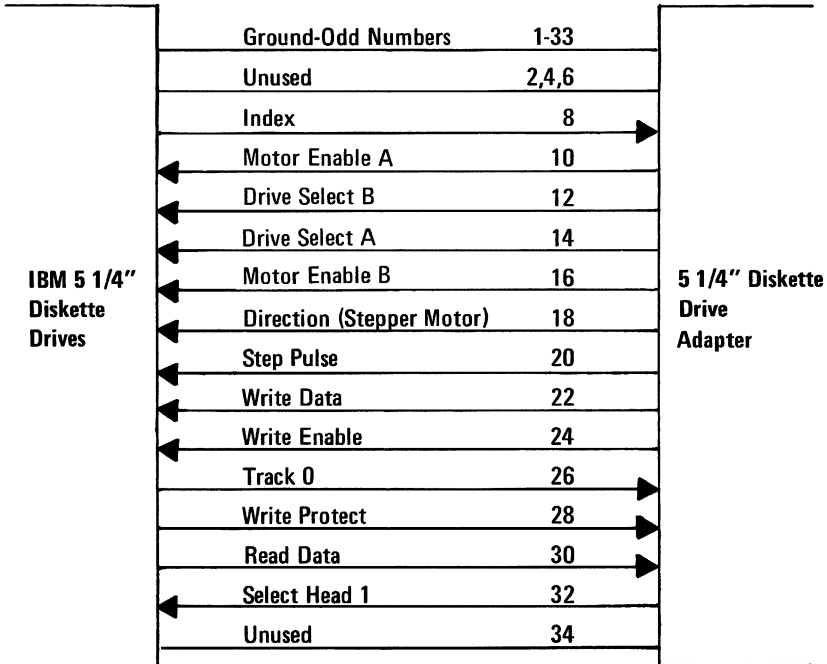 Ground-Odd Numbers 1-33
Unused 2,4,6
Index 8
Motor Enable A 10
Drive Select B 12
Drive Select A 14
Motor Enable B 16
Direction (Stepper Motor) 18
Step Pulse 20
Write Data 22
Write Enable 24
Track 0 26
Write Protect 28
Read Data 30
Select Head 1 32
Unused 34
IBM 5 1/4"
Diskette
Drives
5 1/4" Diskette
Drive
Adapter